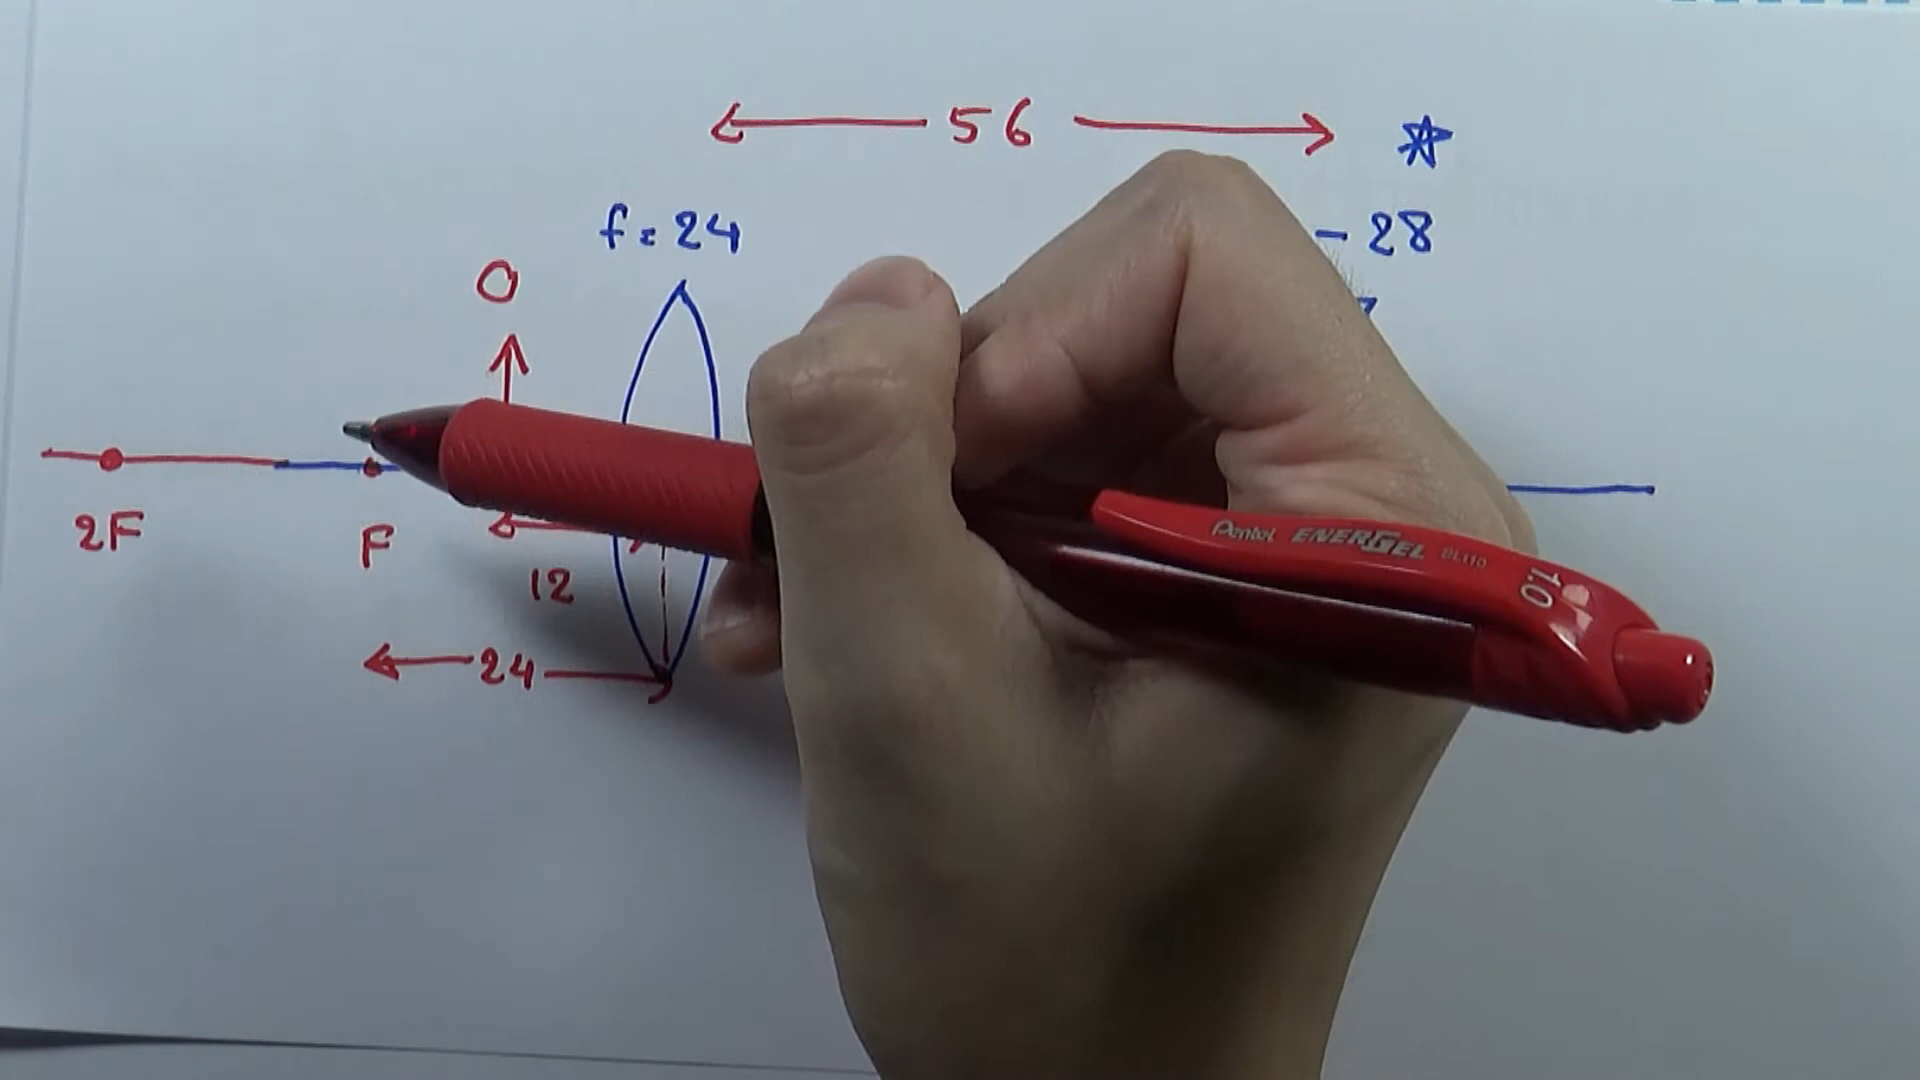 56
f = 24
- 28
O
2F
F
12
24
Pentel ENERGEL BL110
1.0